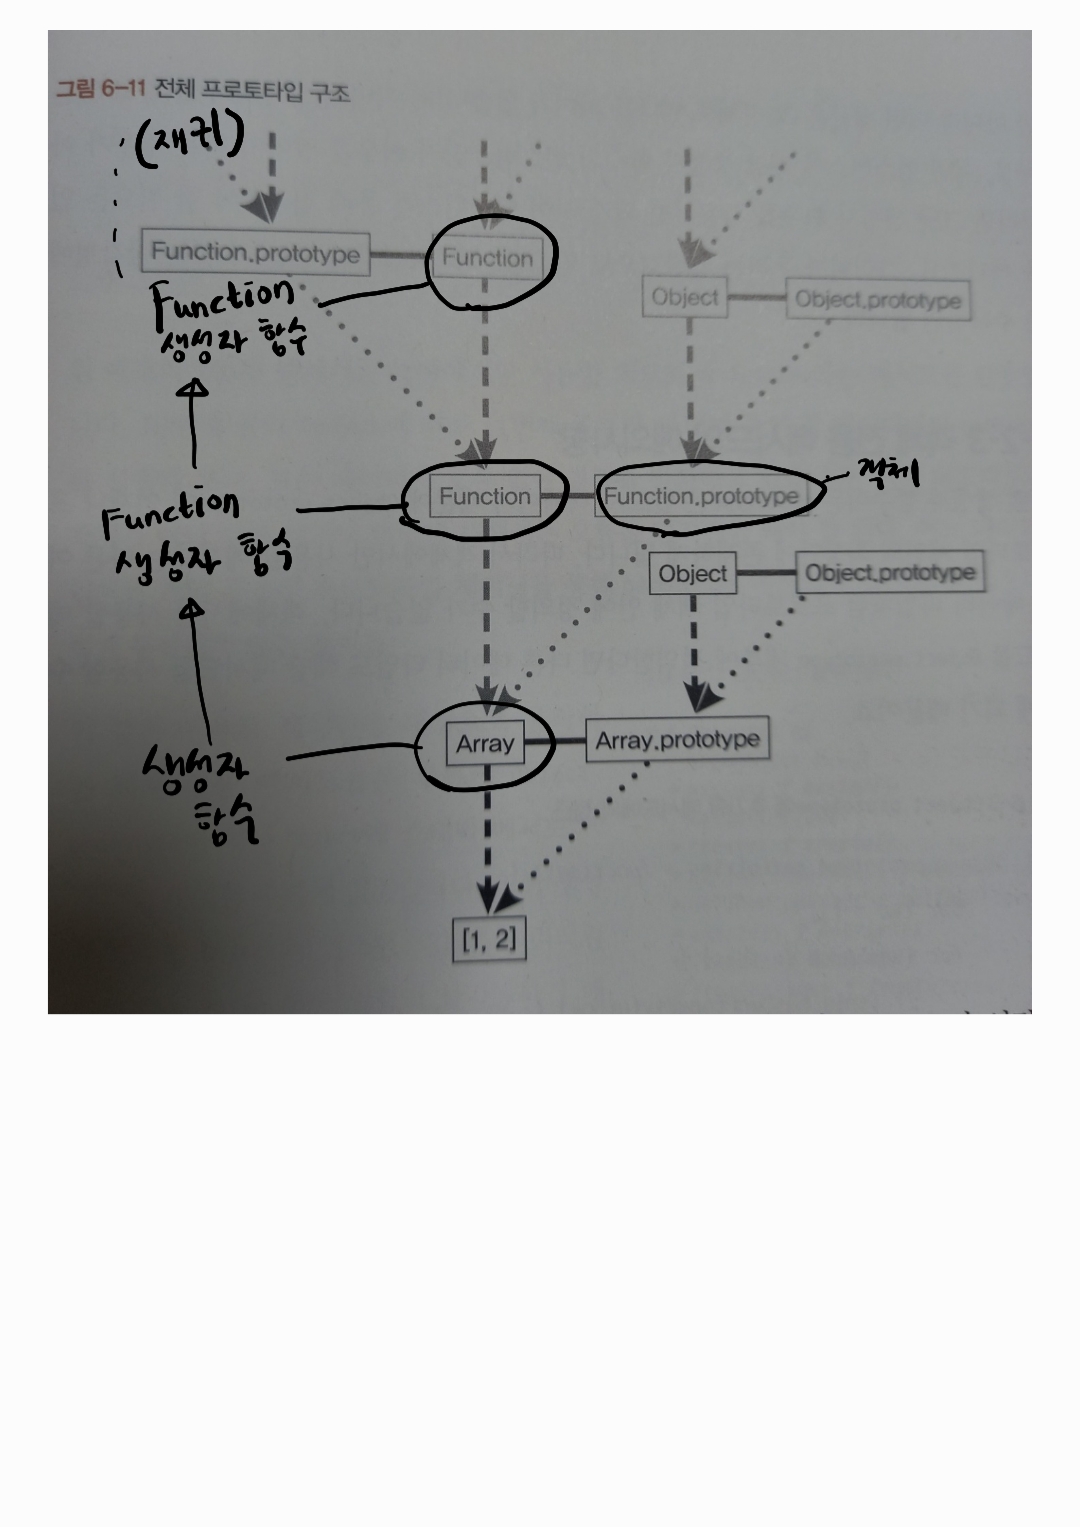 그림 6-11 전체 프로토타입 구조
(재귀)
Function.prototype
Function
Object
Object.prototype
Function
생성자 함수
Function
Function.prototype
객체
Function
생성자 함수
Object
Object.prototype
Array
Array.prototype
생성자
함수
[1, 2]